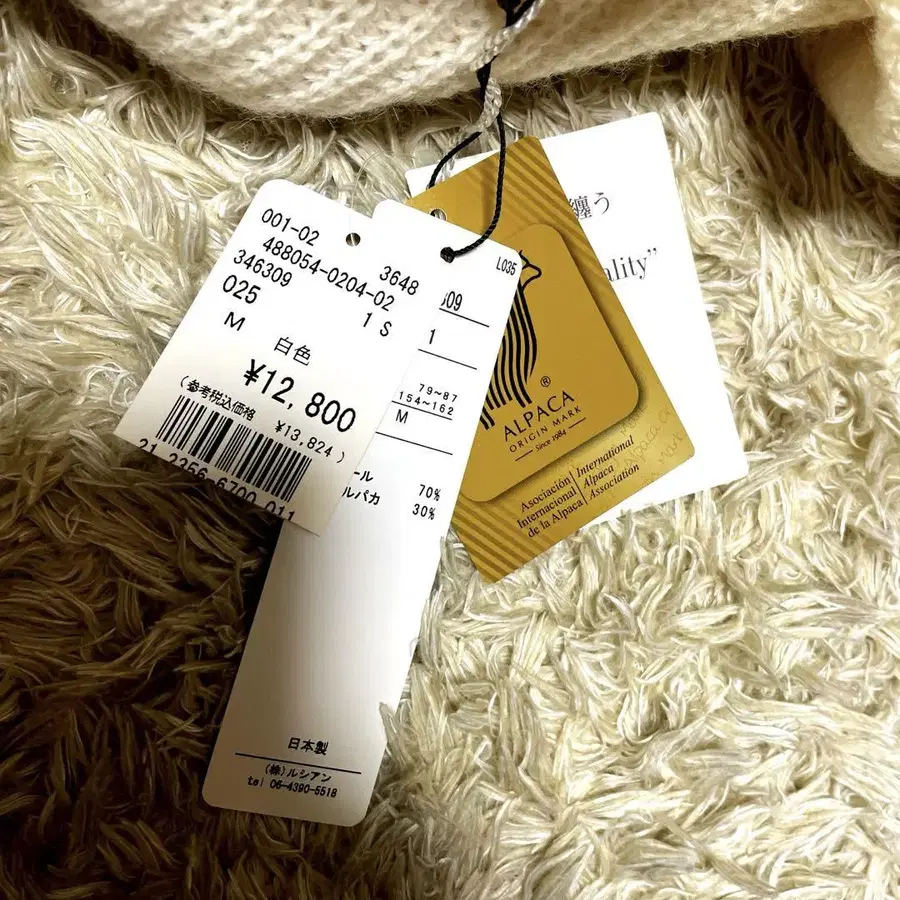 001-02
3648
488054-0204-02
346309
025
1 S
M
白色
¥12,800
(参考税込価格
¥13,824)
L035
1
79~87
154~162
M
70%
30%
日本製
(株)ルシアン
tel 06-4390-5518
ALPACA
ORIGIN MARK
Since 1984
®
Asociación
Internacional
de la Alpaca
International
Alpaca
Association
纏う